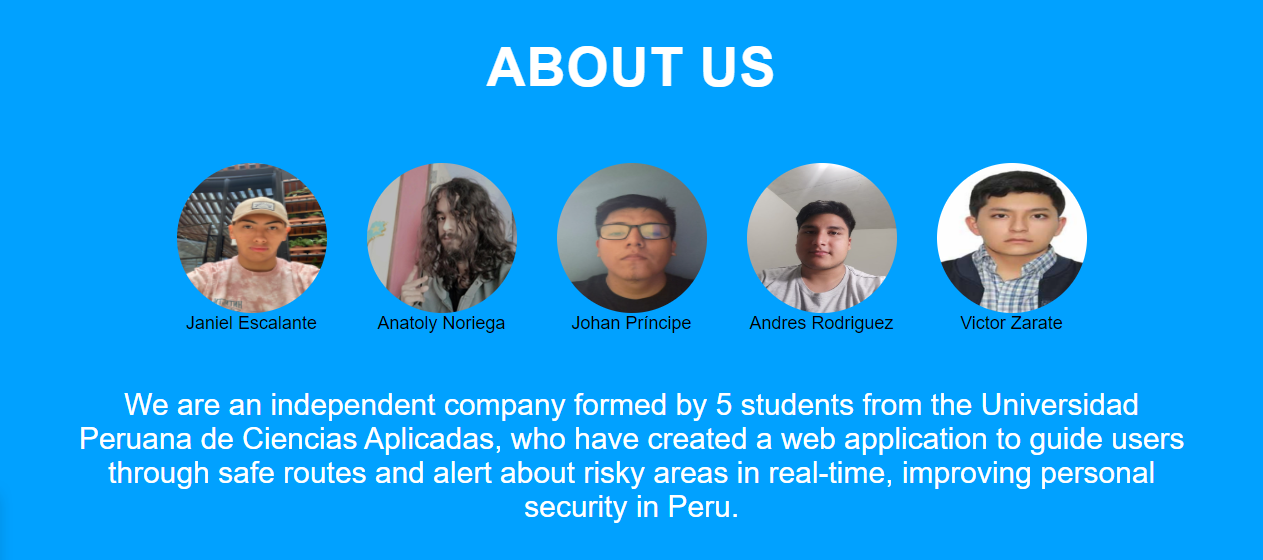 ABOUT US
Janiel Escalante
Anatoly Noriega
Johan Príncipe
Andres Rodriguez
Victor Zarate
We are an independent company formed by 5 students from the Universidad
Peruana de Ciencias Aplicadas, who have created a web application to guide users
through safe routes and alert about risky areas in real-time, improving personal
security in Peru.